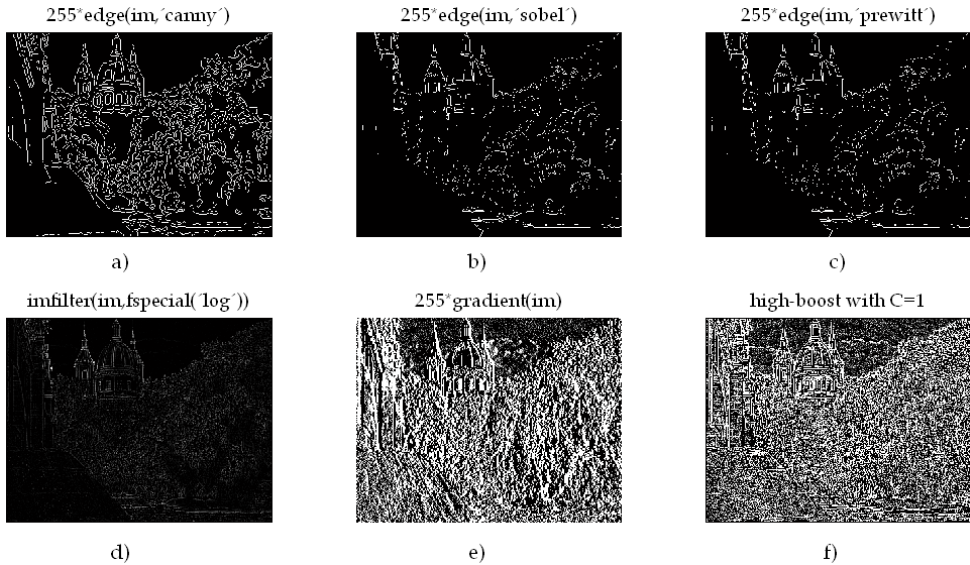 255*edge(im,´canny´)
255*edge(im,´sobel´)
255*edge(im,´prewitt´)
a)
b)
c)
imfilter(im,fspecial(´log´))
255*gradient(im)
high-boost with C=1
d)
e)
f)